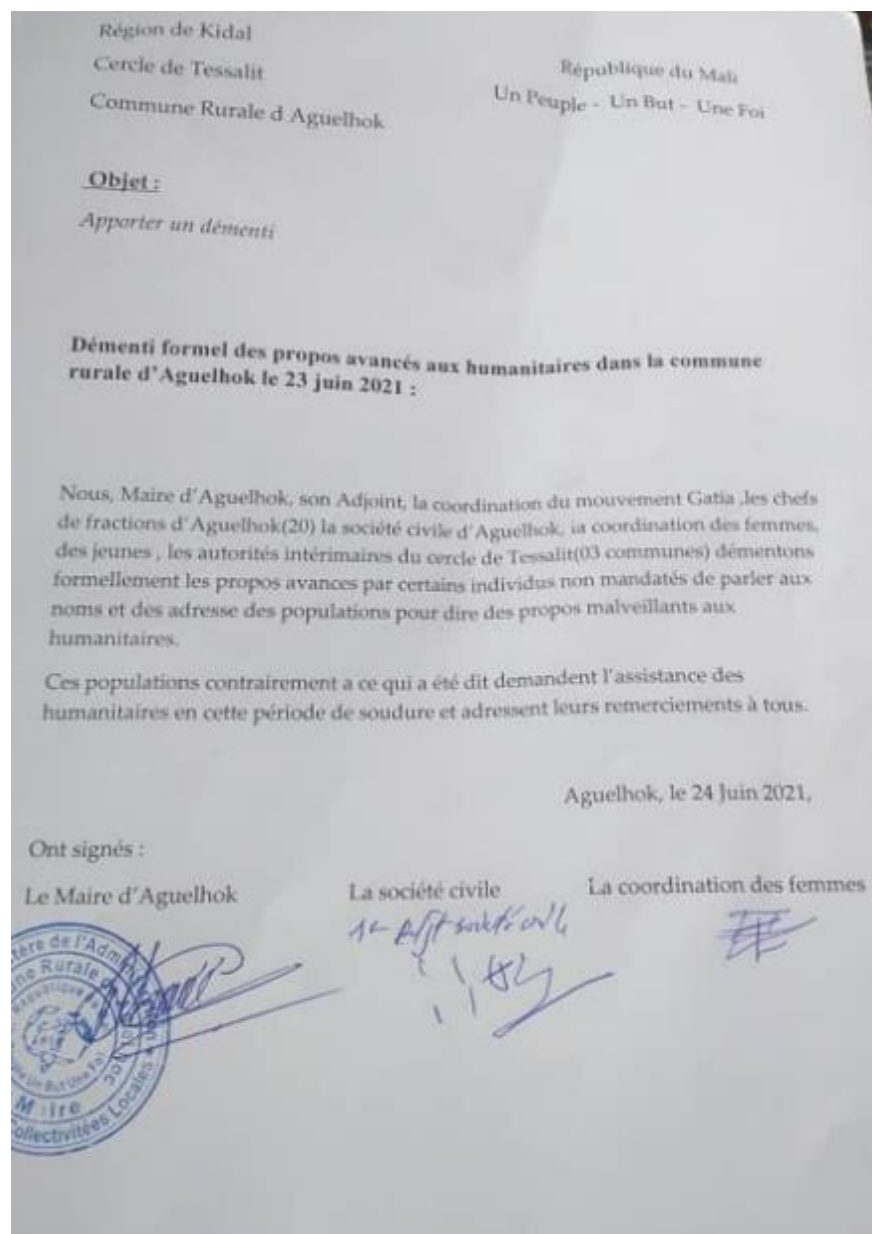 Région de Kidal
Cercle de Tessalit
Commune Rurale d Aguelhok
République du Mali
Un Peuple - Un But - Une Foi
Objet :
Apporter un démenti
Démenti formel des propos avancés aux humanitaires dans la commune
rurale d'Aguelhok le 23 juin 2021 :
Nous, Maire d'Aguelhok, son Adjoint, la coordination du mouvement Gatia ,les chefs
de fractions d'Aguelhok(20) la société civile d'Aguelhok, la coordination des femmes,
des jeunes , les autorités intérimaires du cercle de Tessalit(03 communes) démentons
formellement les propos avances par certains individus non mandatés de parler aux
noms et des adresse des populations pour dire des propos malveillants aux
humanitaires.
Ces populations contrairement a ce qui a été dit demandent l'assistance des
humanitaires en cette période de soudure et adressent leurs remerciements à tous.
Aguelhok, le 24 Juin 2021,
Ont signés :
Le Maire d'Aguelhok
La société civile
La coordination des femmes
de l'Adm
Rurale
Un But Une Foi
Collectivitées Locales